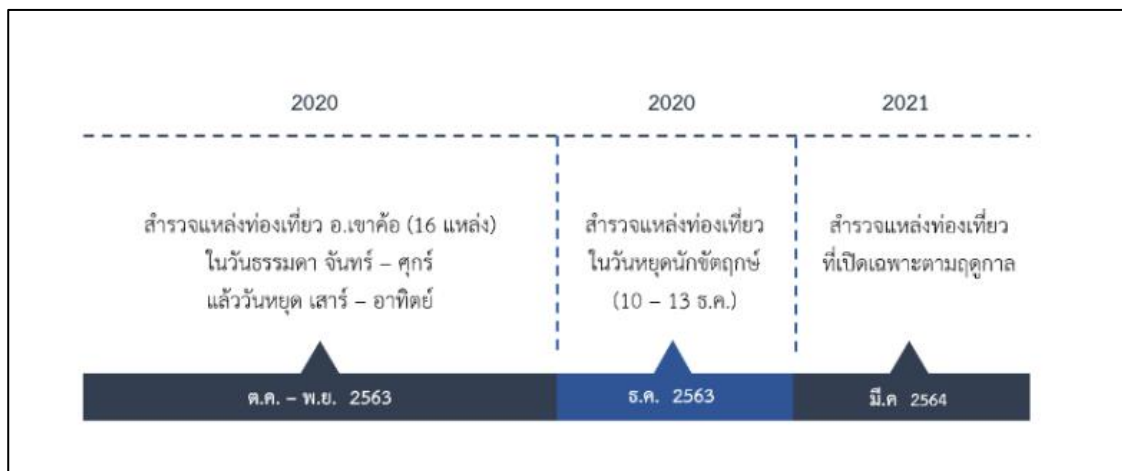 2020
2020
2021
สำรวจแหล่งท่องเที่ยว อ.เขาค้อ (16 แหล่ง)
ในวันธรรมดา จันทร์ – ศุกร์
แล้ววันหยุด เสาร์ – อาทิตย์
สำรวจแหล่งท่องเที่ยว
ในวันหยุดนักขัตฤกษ์
(10 – 13 ธ.ค.)
สำรวจแหล่งท่องเที่ยว
ที่เปิดเฉพาะตามฤดูกาล
ต.ค. – พ.ย. 2563
ธ.ค. 2563
มี.ค 2564